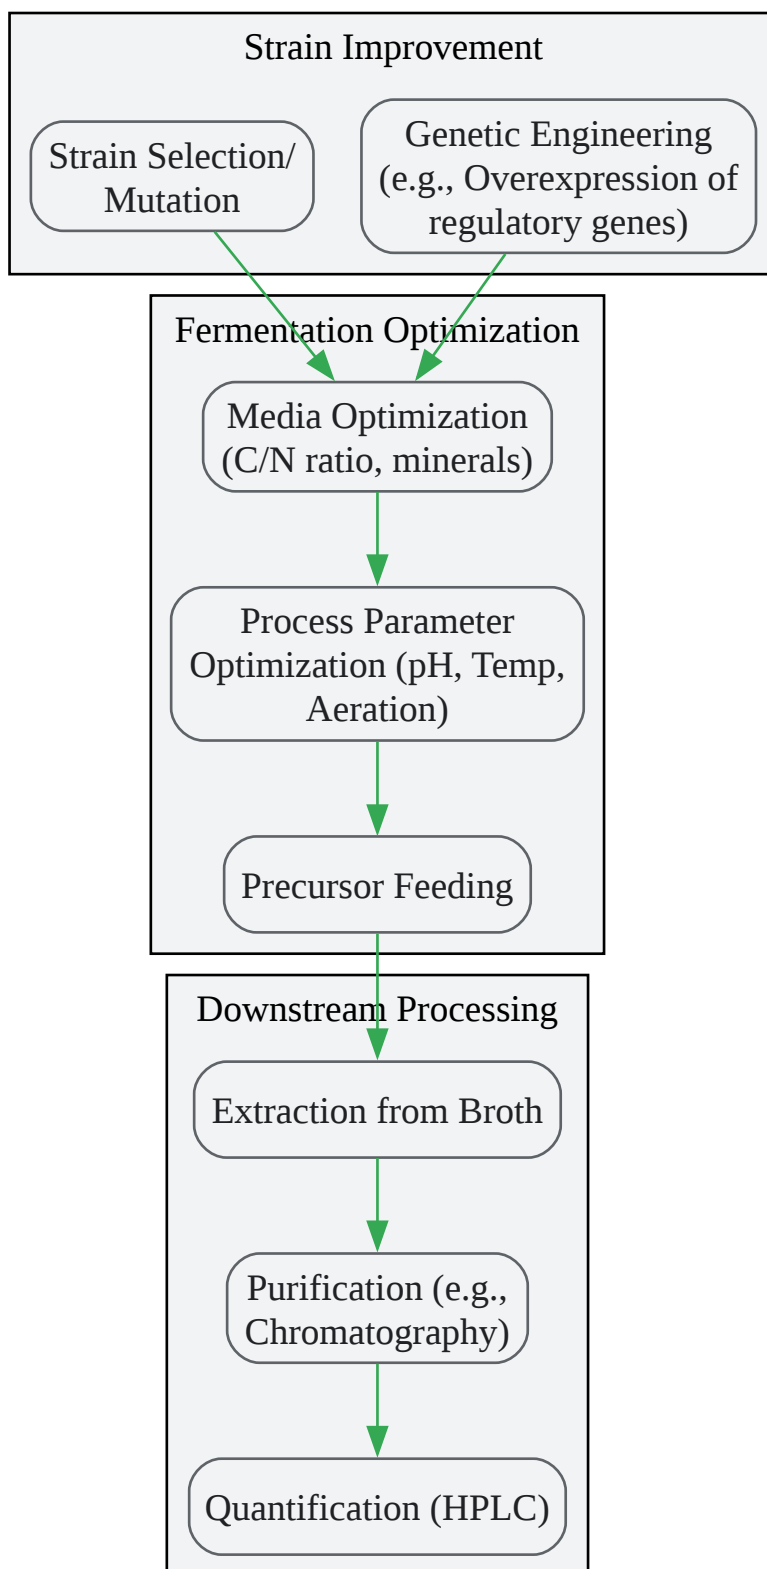 Strain Improvement
Strain Selection/
Mutation
Genetic Engineering
(e.g., Overexpression of
regulatory genes)
Fermentation Optimization
Media Optimization
(C/N ratio, minerals)
Process Parameter
Optimization (pH, Temp,
Aeration)
Precursor Feeding
Downstream Processing
Extraction from Broth
Purification (e.g.,
Chromatography)
Quantification (HPLC)